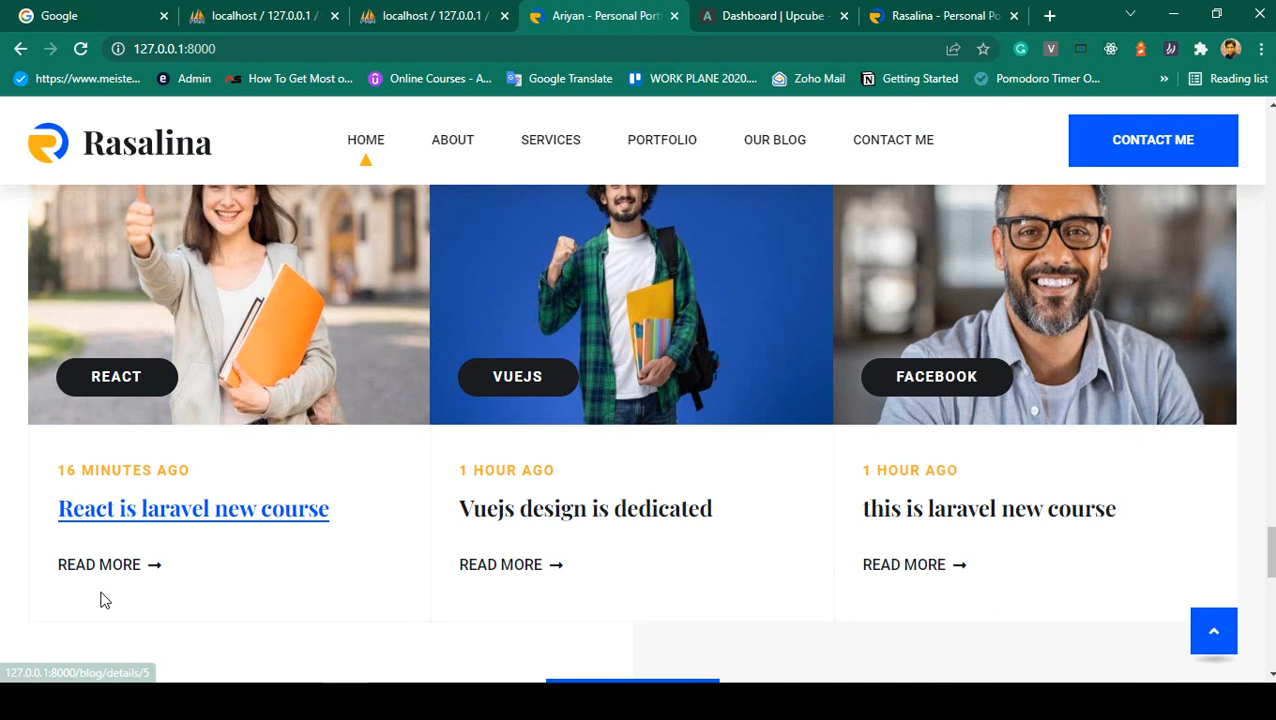 Google
localhost / 127.0.0.1 /
localhost / 127.0.0.1 /
Ariyan - Personal Port
Dashboard | Upcube -
Rasalina - Personal Po
127.0.0.1:8000
https://www.meiste...
Admin
How To Get Most o...
Online Courses - A...
Google Translate
WORK PLANE 2020....
Zoho Mail
Getting Started
Pomodoro Timer O...
»
Reading list
Rasalina
HOME
ABOUT
SERVICES
PORTFOLIO
OUR BLOG
CONTACT ME
CONTACT ME
REACT
VUEJS
FACEBOOK
16 MINUTES AGO
1 HOUR AGO
1 HOUR AGO
React is laravel new course
Vuejs design is dedicated
this is laravel new course
READ MORE
READ MORE
READ MORE
127.0.0.1:8000/blog/details/5